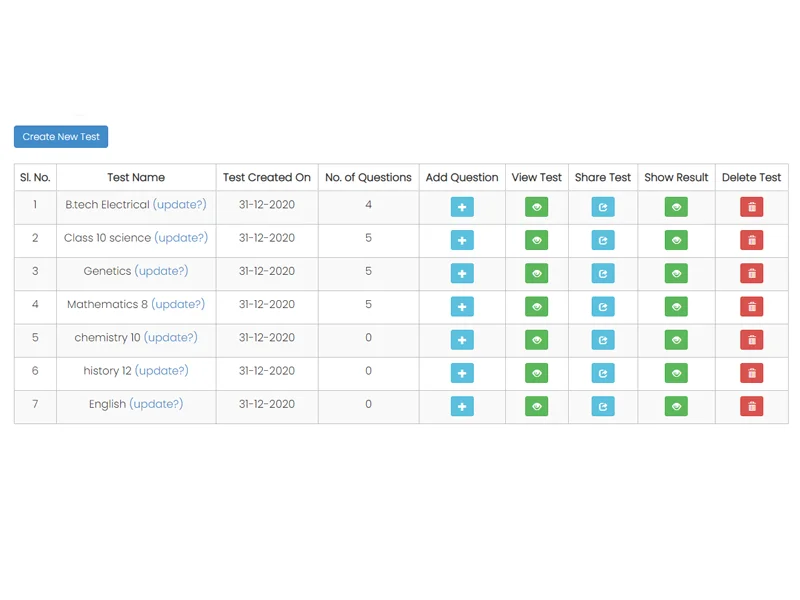 Create New Test
Sl. No. Test Name Test Created On No. of Questions Add Question View Test Share Test Show Result Delete Test
1 B.tech Electrical (update?) 31-12-2020 4
2 Class 10 science (update?) 31-12-2020 5
3 Genetics (update?) 31-12-2020 5
4 Mathematics 8 (update?) 31-12-2020 5
5 chemistry 10 (update?) 31-12-2020 0
6 history 12 (update?) 31-12-2020 0
7 English (update?) 31-12-2020 0